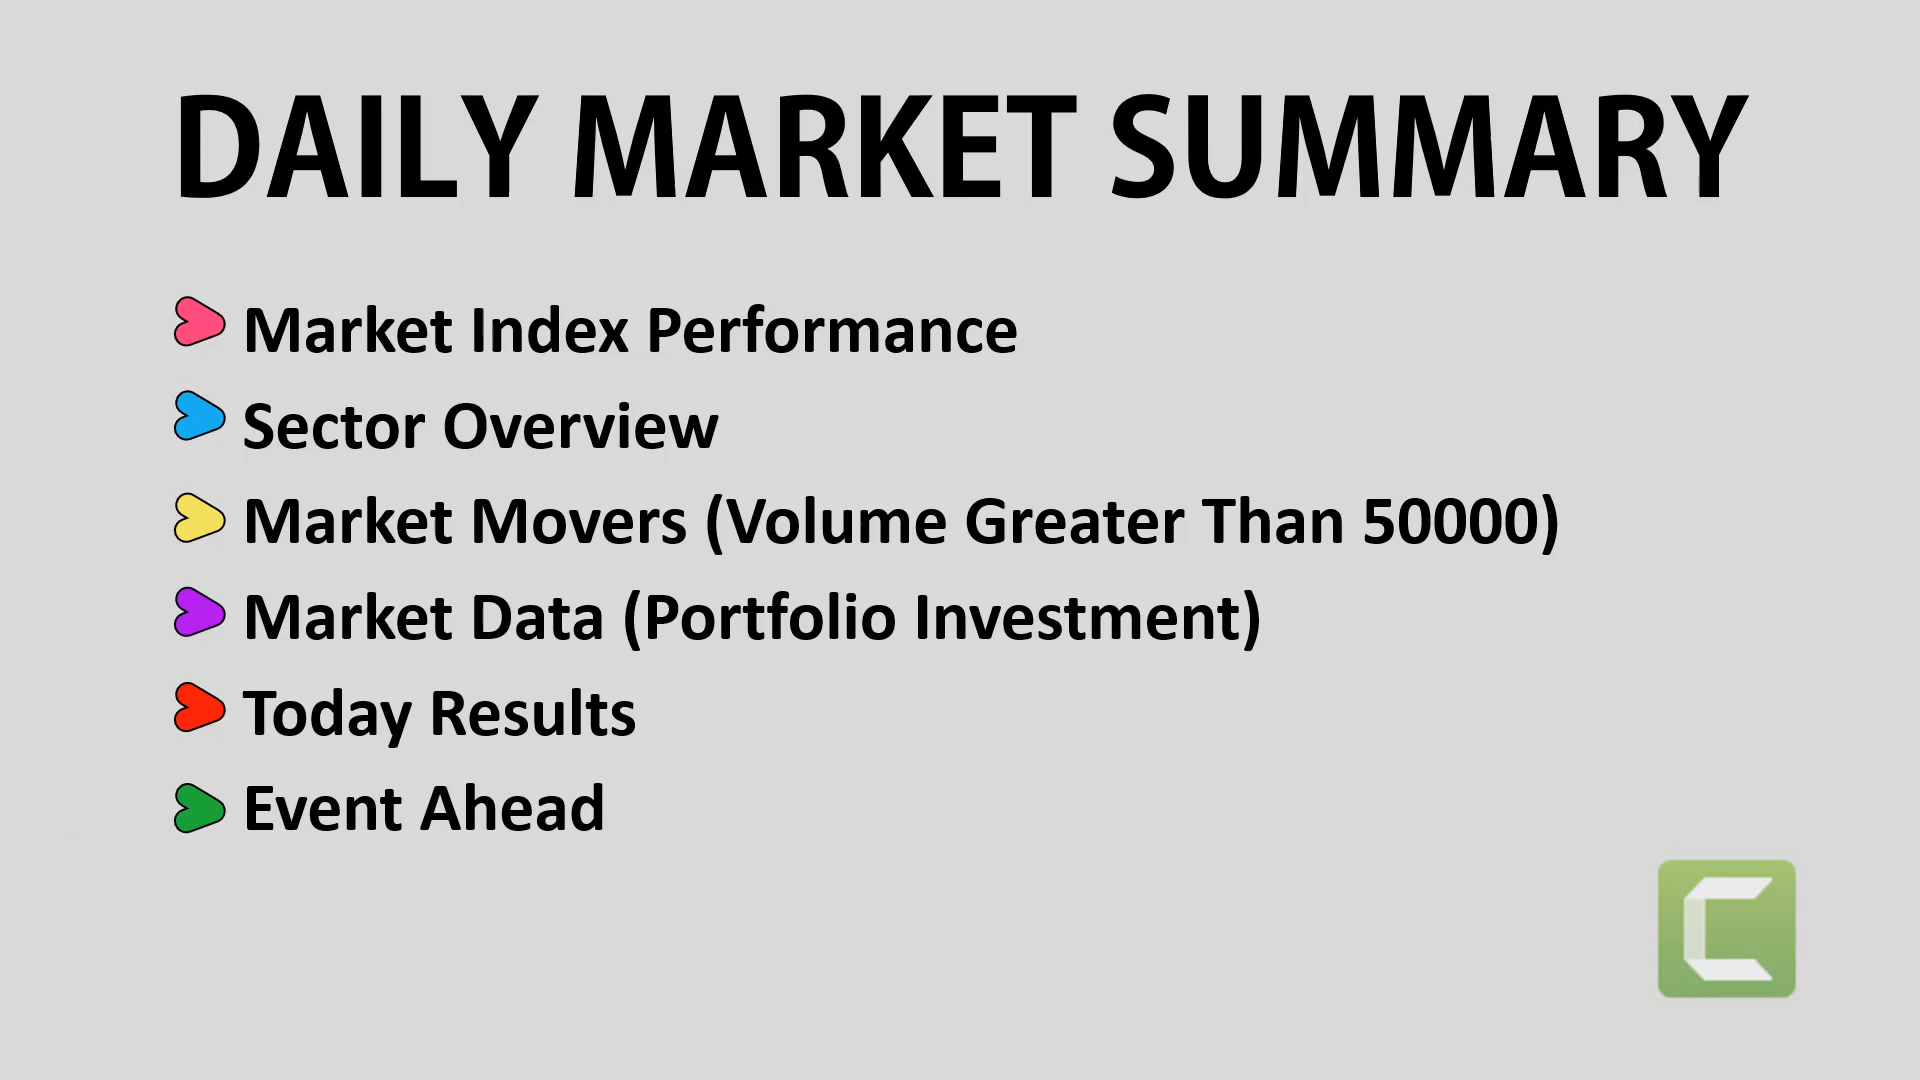 DAILY MARKET SUMMARY
Market Index Performance
Sector Overview
Market Movers (Volume Greater Than 50000)
Market Data (Portfolio Investment)
Today Results
Event Ahead